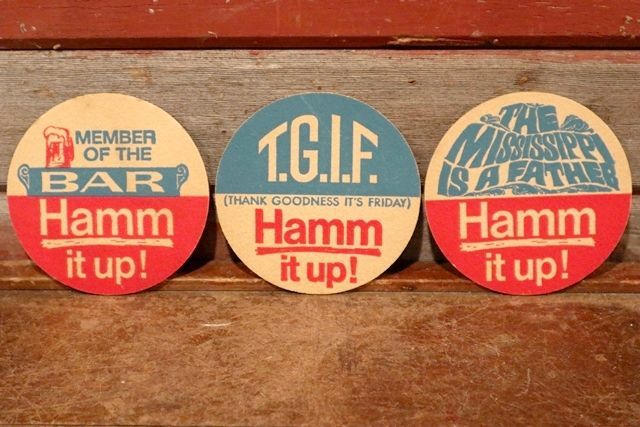 MEMBER
OF THE
BAR
Hamm
it up!
T.G.I.F.
(THANK GOODNESS IT'S FRIDAY)
Hamm
it up!
THE
MISSISSIPPI
IS A FATHER
Hamm
it up!